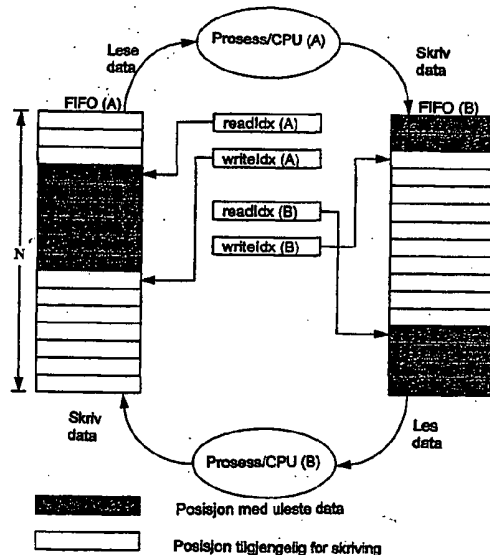 Prosess/CPU (A)
Lese
data
Skriv
data
FIFO (A)
FIFO (B)
readIdx (A)
writeIdx (A)
readIdx (B)
writeIdx (B)
N
Skriv
data
Les
data
Prosess/CPU (B)
Posisjon med uleste data
Posisjon tilgjengelig for skriving